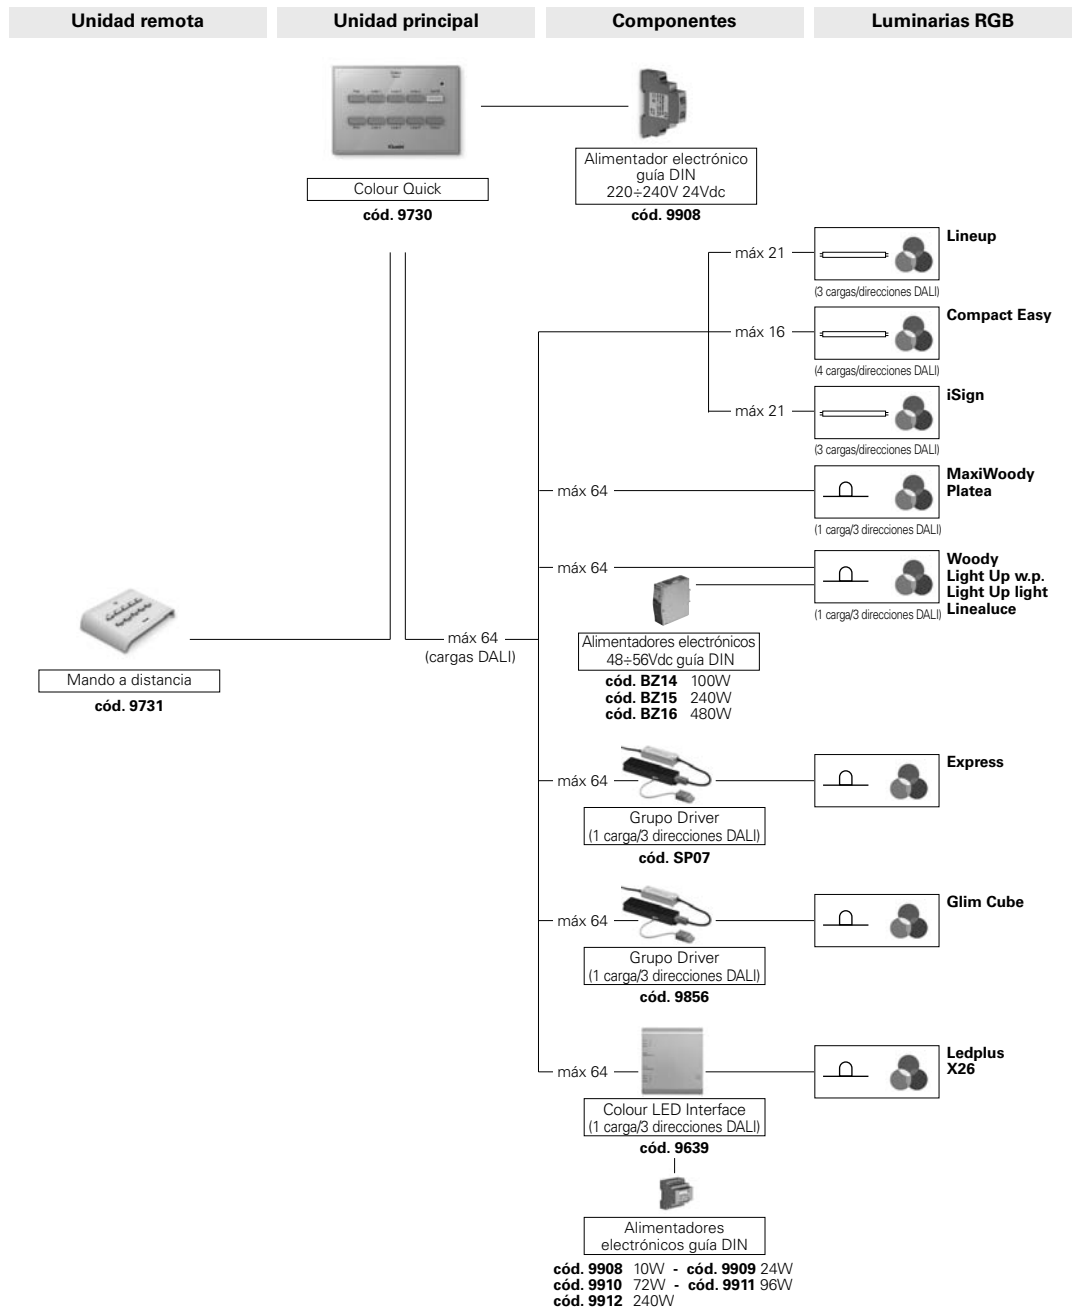 Unidad remota
Unidad principal
Componentes
Luminarias RGB
Colour Quick
cód. 9730
Alimentador electrónico
guía DIN
220÷240V 24Vdc
cód. 9908
máx 21
Lineup
(3 cargas/direcciones DALI)
máx 16
Compact Easy
(4 cargas/direcciones DALI)
máx 21
iSign
(3 cargas/direcciones DALI)
máx 64
MaxiWoody
Platea
(1 carga/3 direcciones DALI)
máx 64
Woody
Light Up w.p.
Light Up light
Linealuce
(1 carga/3 direcciones DALI)
Alimentadores electrónicos
48÷56Vdc guía DIN
cód. BZ14 100W
cód. BZ15 240W
cód. BZ16 480W
máx 64
(cargas DALI)
Mando a distancia
cód. 9731
máx 64
Express
Grupo Driver
(1 carga/3 direcciones DALI)
cód. SP07
máx 64
Glim Cube
Grupo Driver
(1 carga/3 direcciones DALI)
cód. 9856
máx 64
Ledplus
X26
Colour LED Interface
(1 carga/3 direcciones DALI)
cód. 9639
Alimentadores
electrónicos guía DIN
cód. 9908 10W - cód. 9909 24W
cód. 9910 72W - cód. 9911 96W
cód. 9912 240W